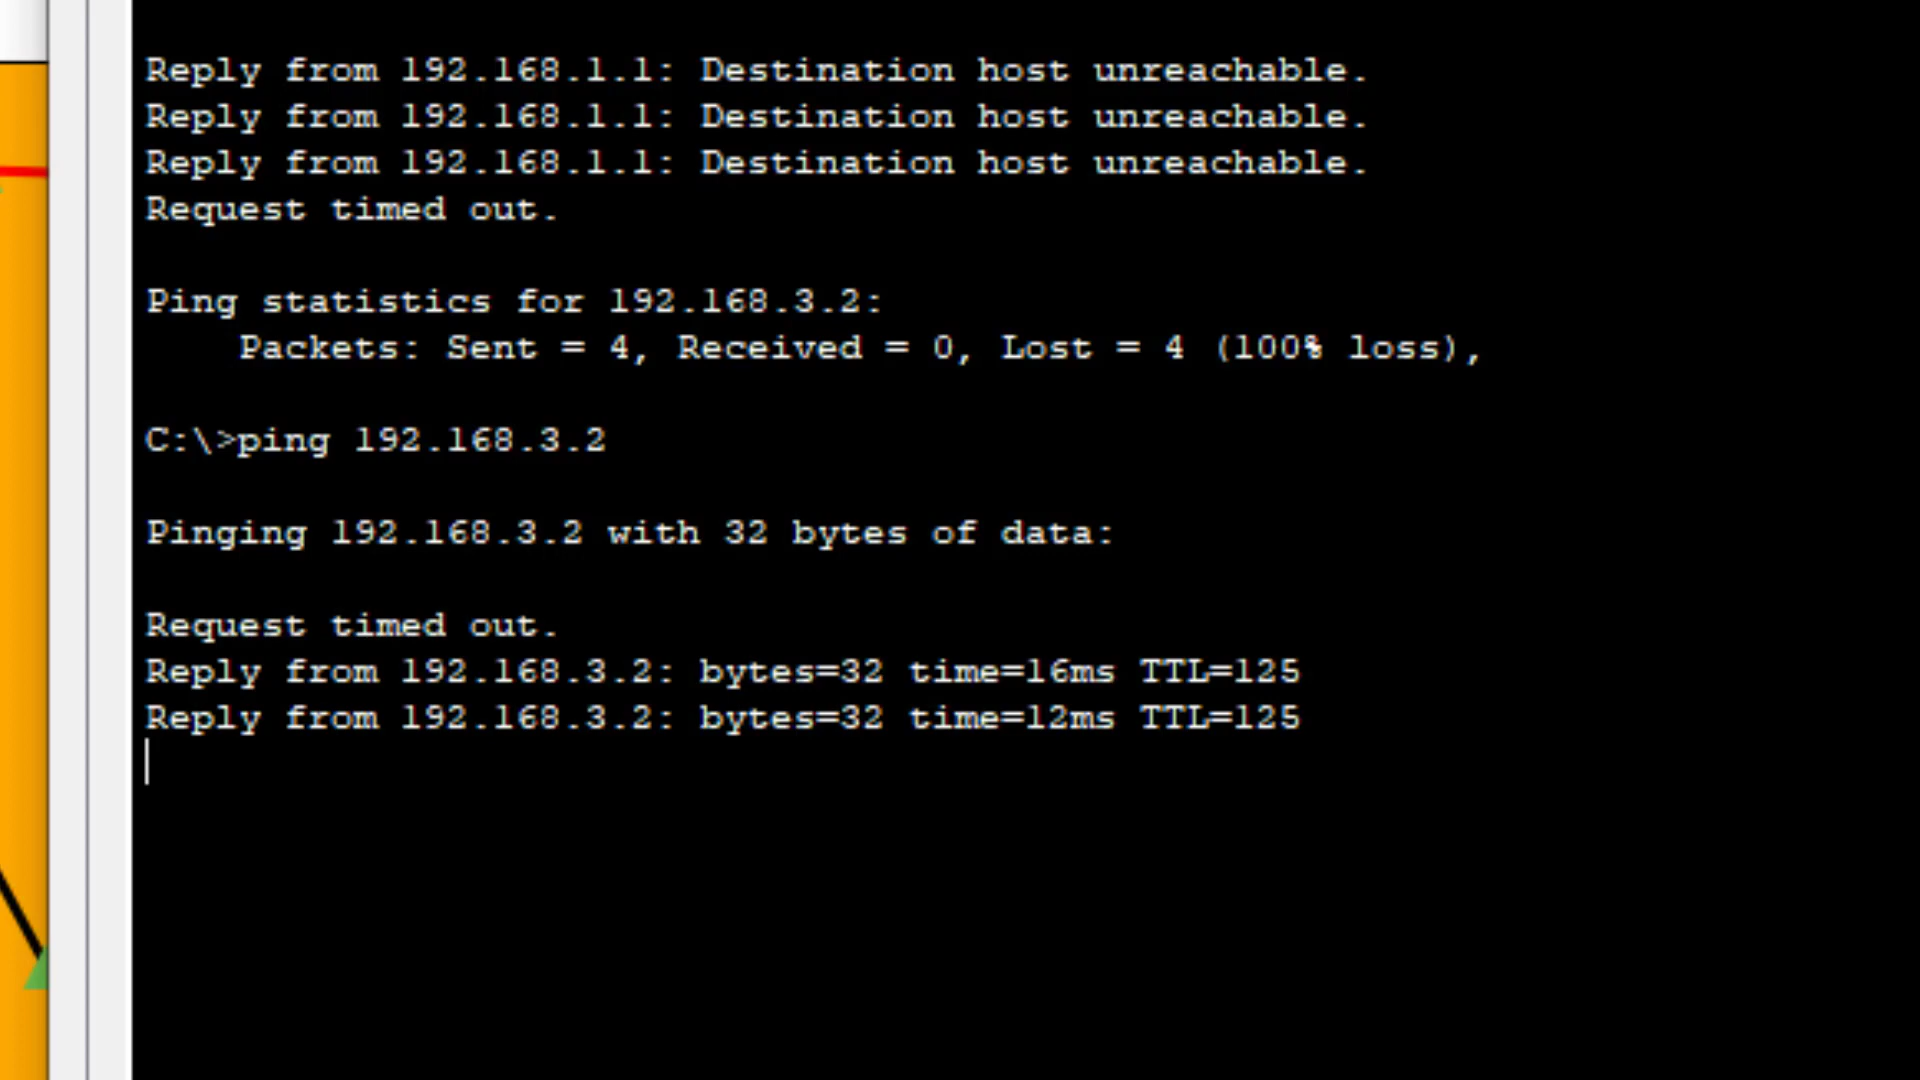 Reply from 192.168.1.1: Destination host unreachable.
Reply from 192.168.1.1: Destination host unreachable.
Reply from 192.168.1.1: Destination host unreachable.
Request timed out.
Ping statistics for 192.168.3.2:
    Packets: Sent = 4, Received = 0, Lost = 4 (100% loss),
C:\>ping 192.168.3.2
Pinging 192.168.3.2 with 32 bytes of data:
Request timed out.
Reply from 192.168.3.2: bytes=32 time=16ms TTL=125
Reply from 192.168.3.2: bytes=32 time=12ms TTL=125